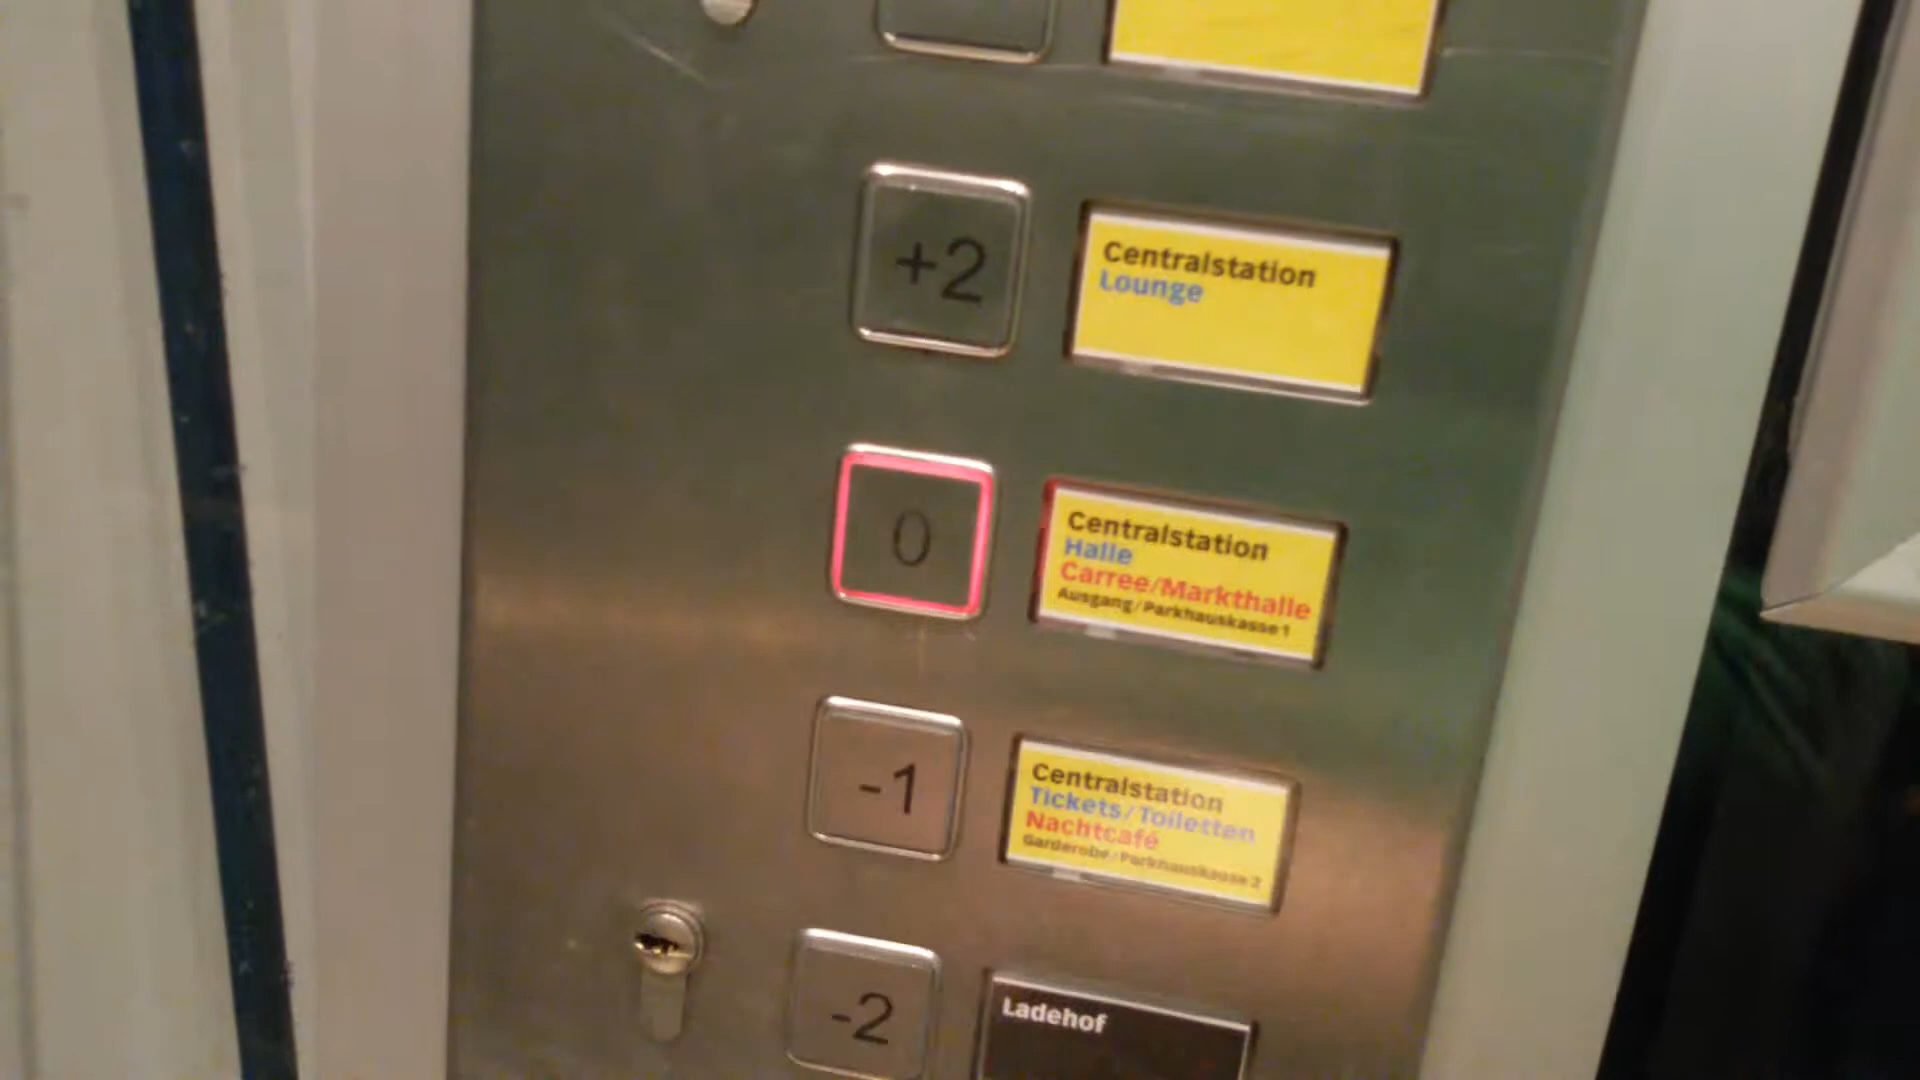 +2
Centralstation
Lounge
0
Centralstation
Halle
Carree/Markthalle
Ausgang/Parkhauskasse 1
-1
Centralstation
Tickets/Toiletten
Nachtcafé
Garderobe/Parkhauskasse 2
-2
Ladehof